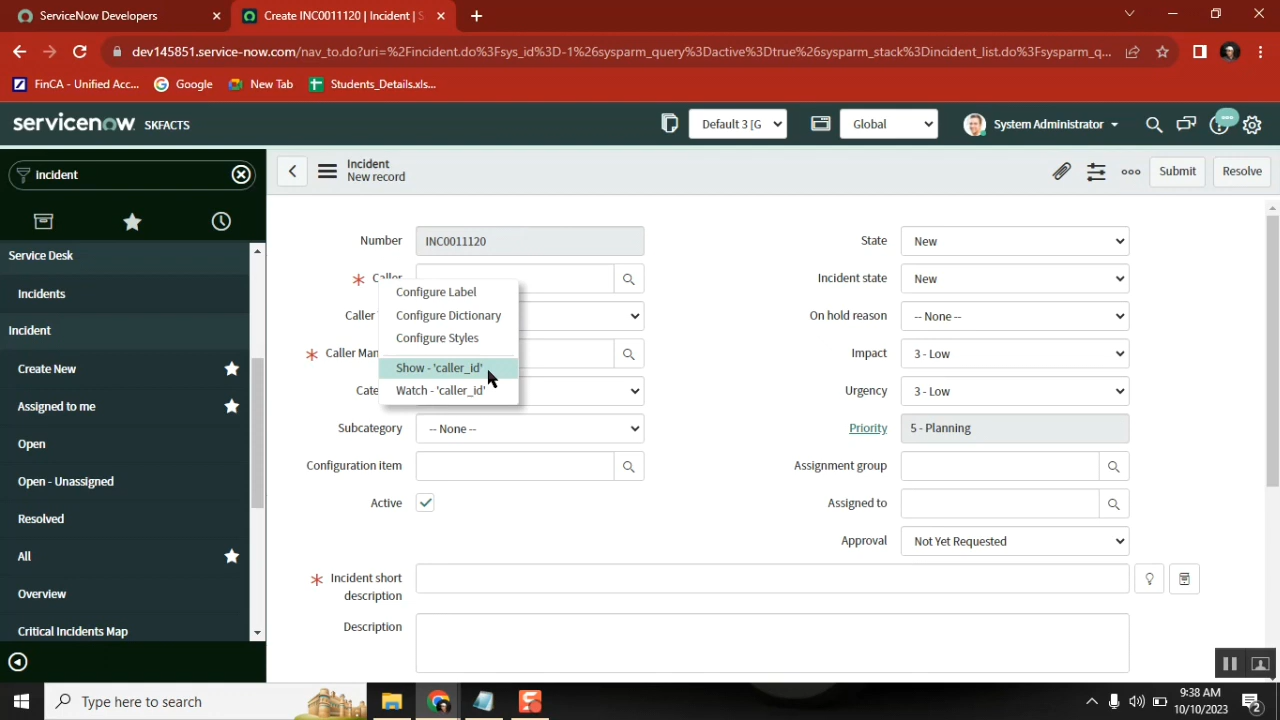 ServiceNow Developers
Create INC0011120 | Incident | S
dev145851.service-now.com/nav_to.do?uri=%2Fincident.do%3Fsys_id%3D-1%26sysparm_query%3Dactive%3Dtrue%26sysparm_stack%3Dincident_list.do%3Fsysparm_q...
FinCA - Unified Acc...
Google
New Tab
Students_Details.xls...
servicenow SKFACTS
Default 3 [G
Global
System Administrator
incident
Incident
New record
Submit
Resolve
Service Desk
Incidents
Incident
Create New
Assigned to me
Open
Open - Unassigned
Resolved
All
Overview
Critical Incidents Map
Number INC0011120
* Caller
Caller
* Caller Man
Cate
Configure Label
Configure Dictionary
Configure Styles
Show - 'caller_id'
Watch - 'caller_id'
Subcategory -- None --
Configuration item
Active
State New
Incident state New
On hold reason -- None --
Impact 3 - Low
Urgency 3 - Low
Priority 5 - Planning
Assignment group
Assigned to
Approval Not Yet Requested
* Incident short
description
Description
Type here to search
9:38 AM
10/10/2023
2